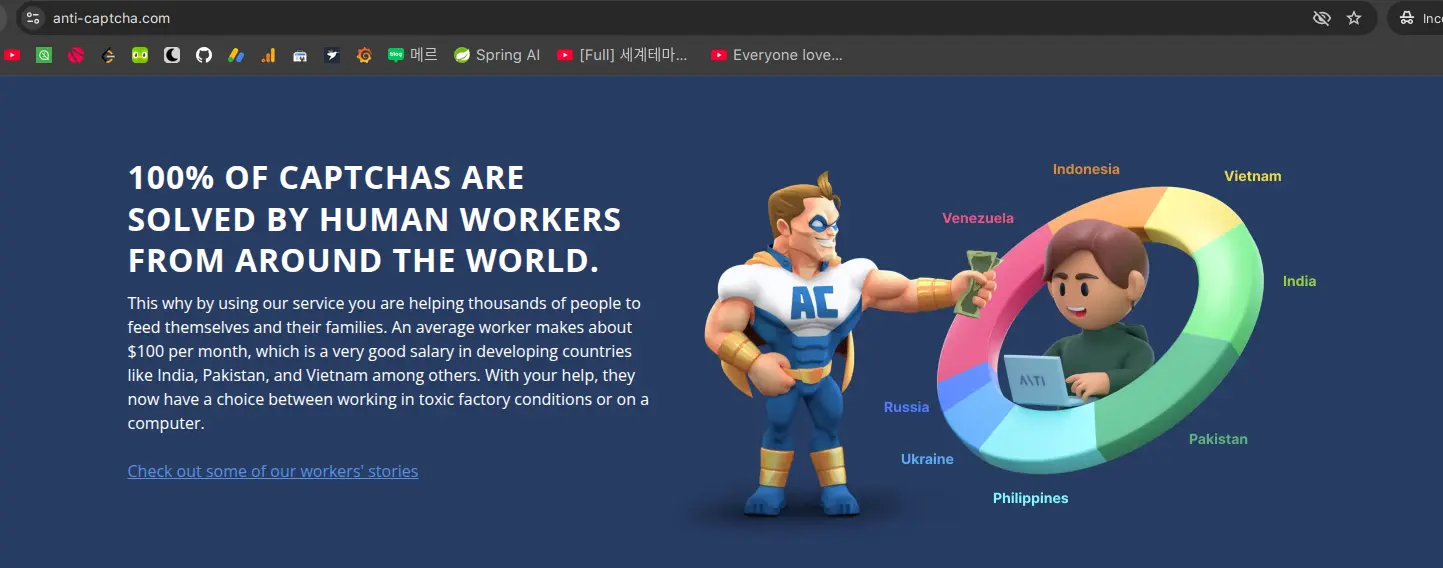 anti-captcha.com
Inco
메르
Spring AI
[Full] 세계테마...
Everyone love...
100% OF CAPTCHAS ARE
SOLVED BY HUMAN WORKERS
FROM AROUND THE WORLD.
This why by using our service you are helping thousands of people to
feed themselves and their families. An average worker makes about
$100 per month, which is a very good salary in developing countries
like India, Pakistan, and Vietnam among others. With your help, they
now have a choice between working in toxic factory conditions or on a
computer.
Check out some of our workers' stories
Indonesia
Vietnam
Venezuela
India
AC
ANTI
Russia
Pakistan
Ukraine
Philippines